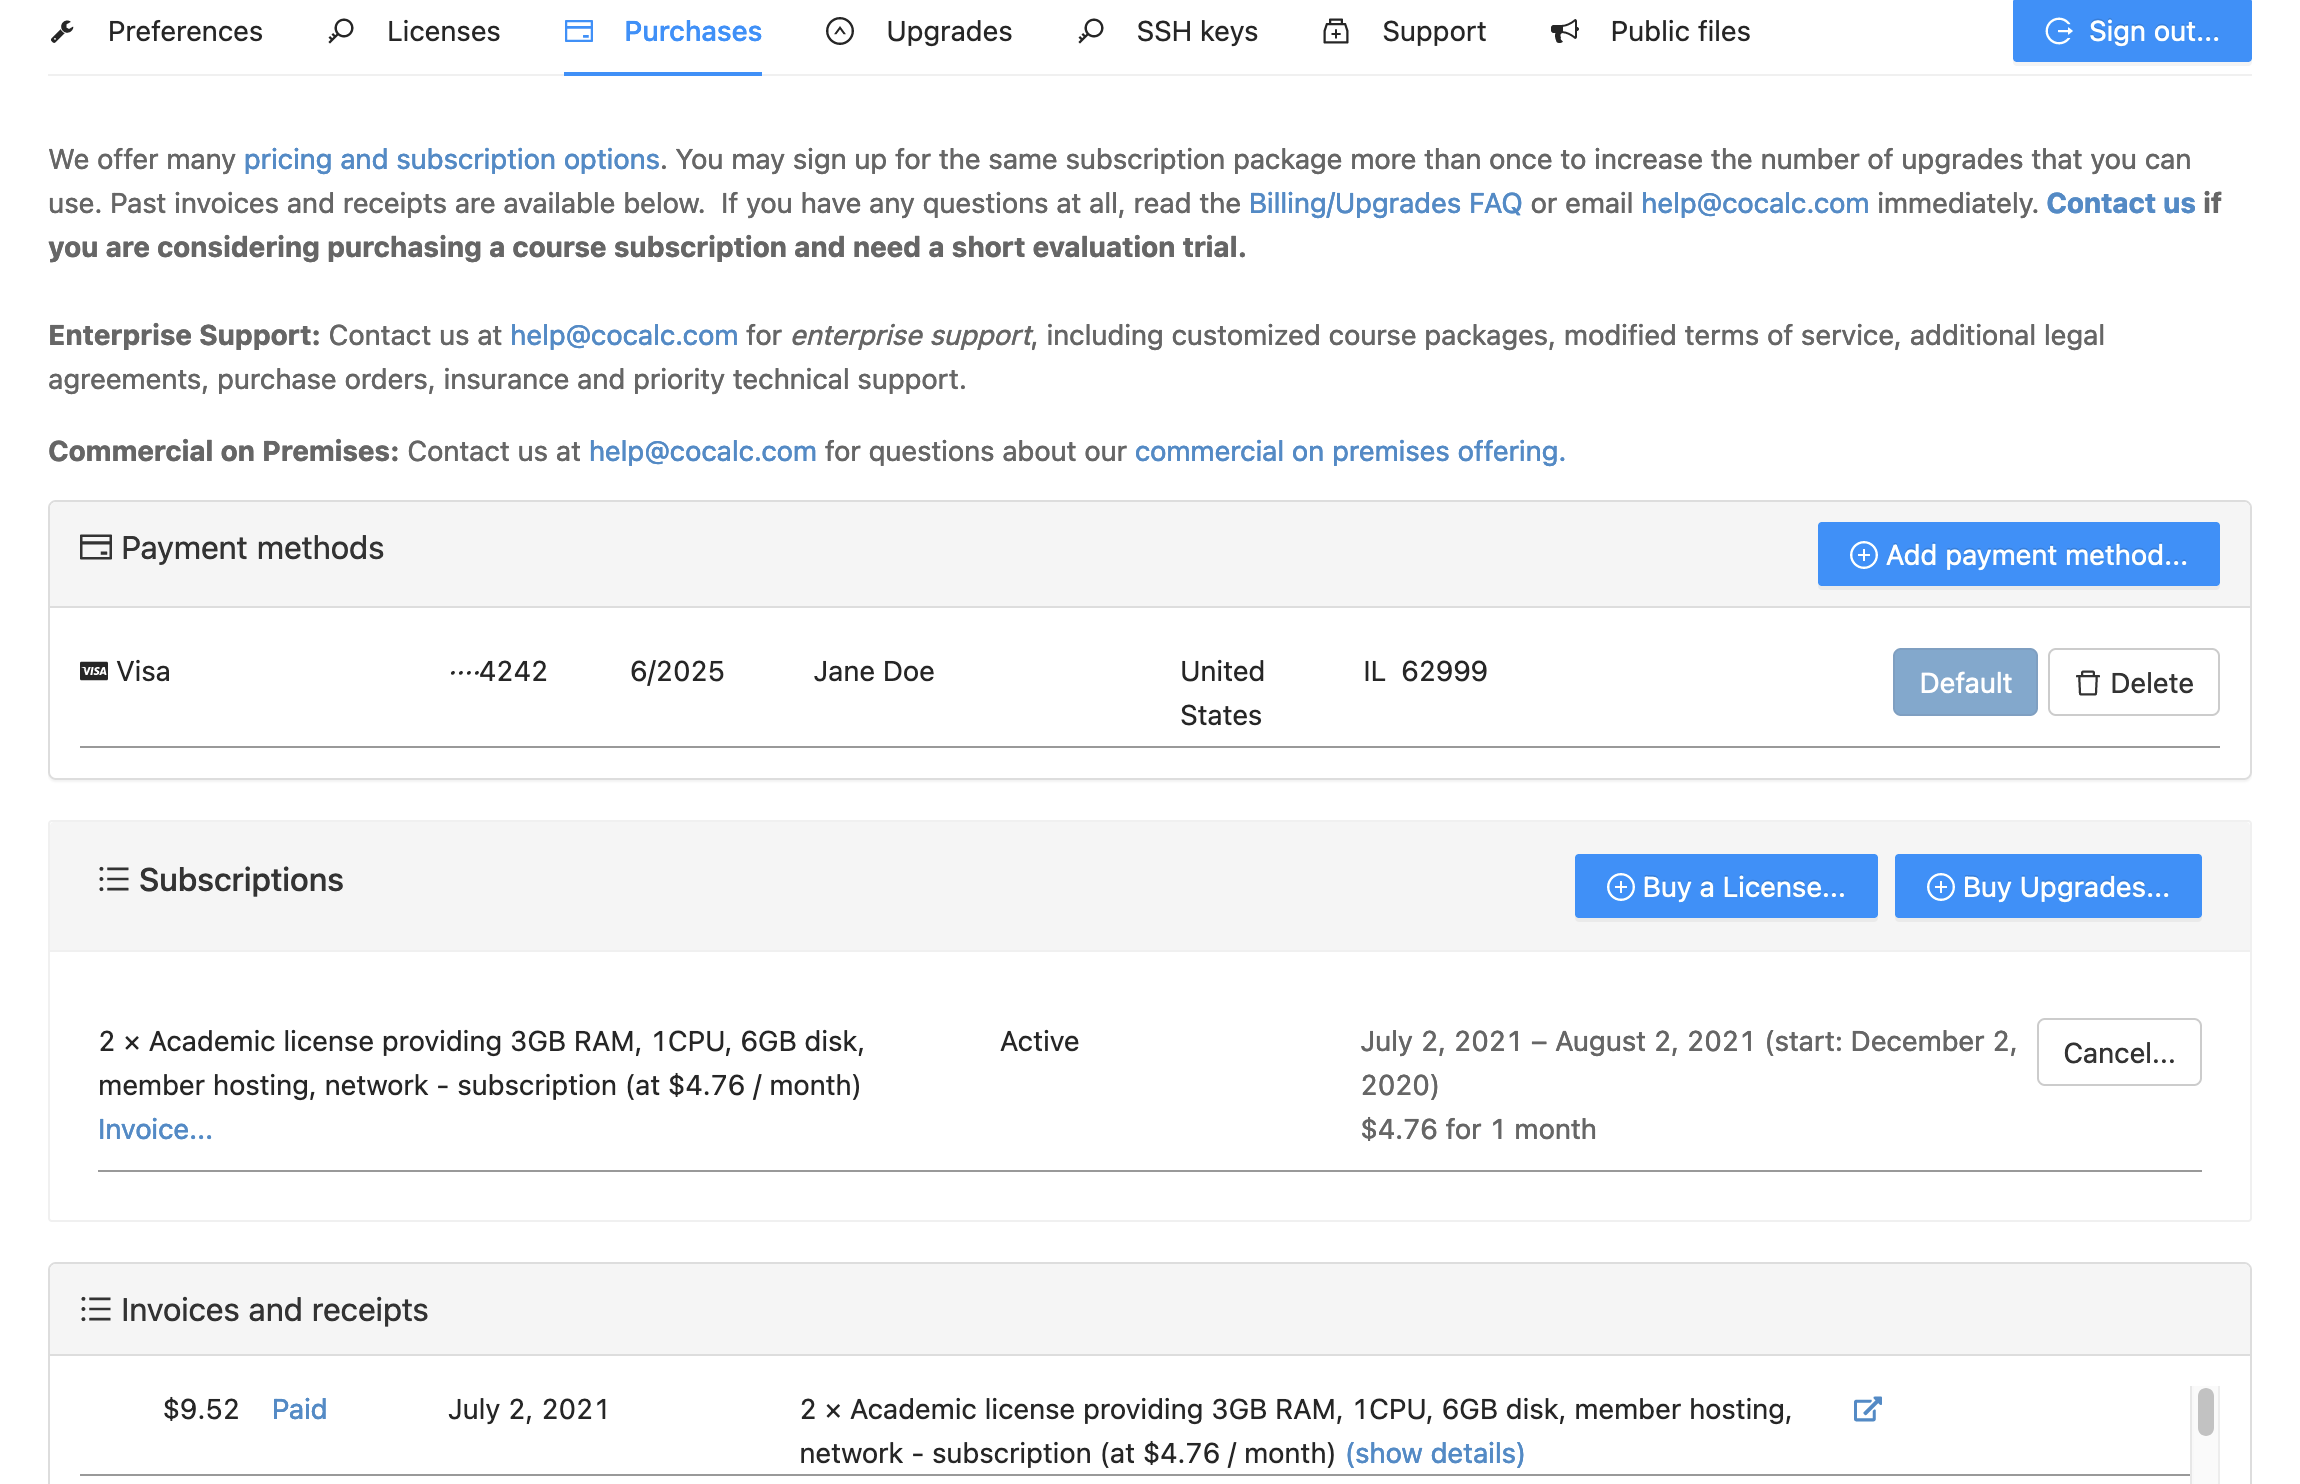 Preferences Licenses Purchases Upgrades SSH keys Support Public files Sign out...
We offer many pricing and subscription options. You may sign up for the same subscription package more than once to increase the number of upgrades that you can
use. Past invoices and receipts are available below.  If you have any questions at all, read the Billing/Upgrades FAQ or email help@cocalc.com immediately. Contact us if
you are considering purchasing a course subscription and need a short evaluation trial.
Enterprise Support: Contact us at help@cocalc.com for enterprise support, including customized course packages, modified terms of service, additional legal
agreements, purchase orders, insurance and priority technical support.
Commercial on Premises: Contact us at help@cocalc.com for questions about our commercial on premises offering.
Payment methods
Add payment method...
VISA Visa ····4242 6/2025 Jane Doe United States IL 62999 Default Delete
Subscriptions
Buy a License... Buy Upgrades...
2 × Academic license providing 3GB RAM, 1CPU, 6GB disk,
member hosting, network - subscription (at $4.76 / month)
Invoice...
Active
July 2, 2021 – August 2, 2021 (start: December 2,
2020)
$4.76 for 1 month
Cancel...
Invoices and receipts
$9.52 Paid July 2, 2021
2 × Academic license providing 3GB RAM, 1CPU, 6GB disk, member hosting,
network - subscription (at $4.76 / month) (show details)